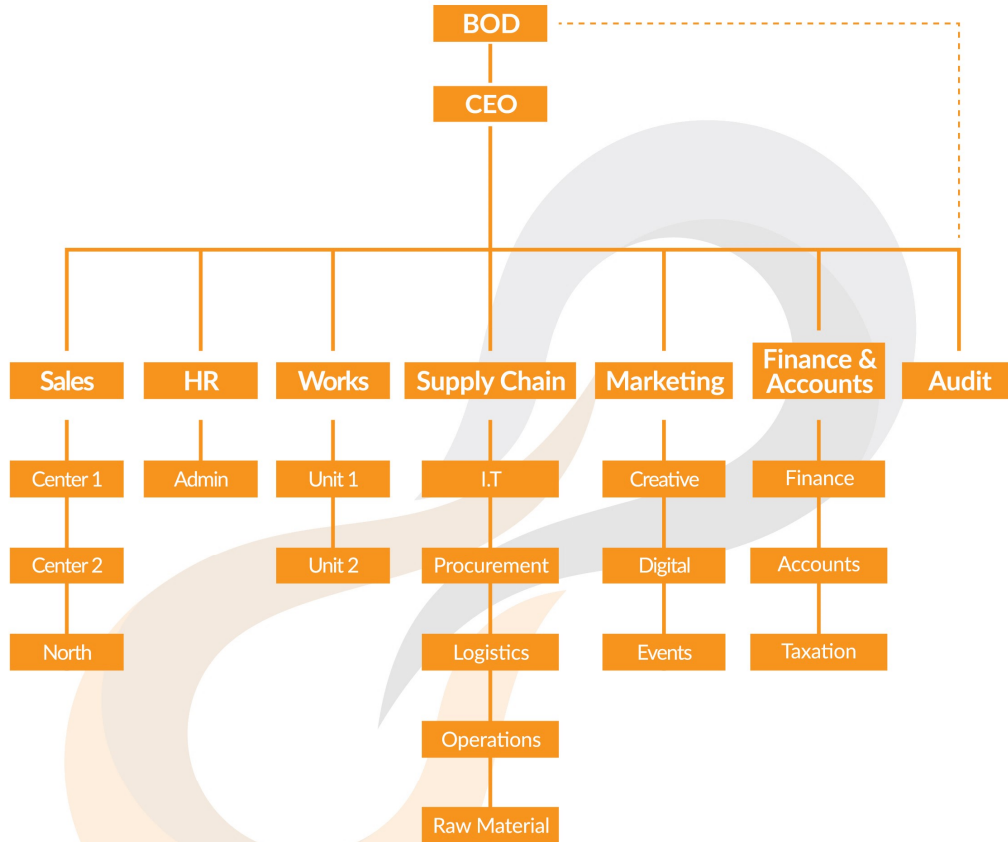 BOD
CEO
Sales
HR
Works
Supply Chain
Marketing
Finance &
Accounts
Audit
Center 1
Admin
Unit 1
I.T
Creative
Finance
Center 2
Unit 2
Procurement
Digital
Accounts
North
Logistics
Events
Taxation
Operations
Raw Material